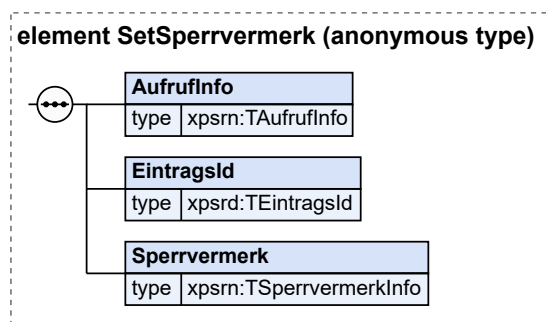 element SetSperrvermerk (anonymous type)
AufrufInfo
type xpsrn:TAufrufInfo
EintragsId
type xpsrd:TEintragsId
Sperrvermerk
type xpsrn:TSperrvermerkInfo